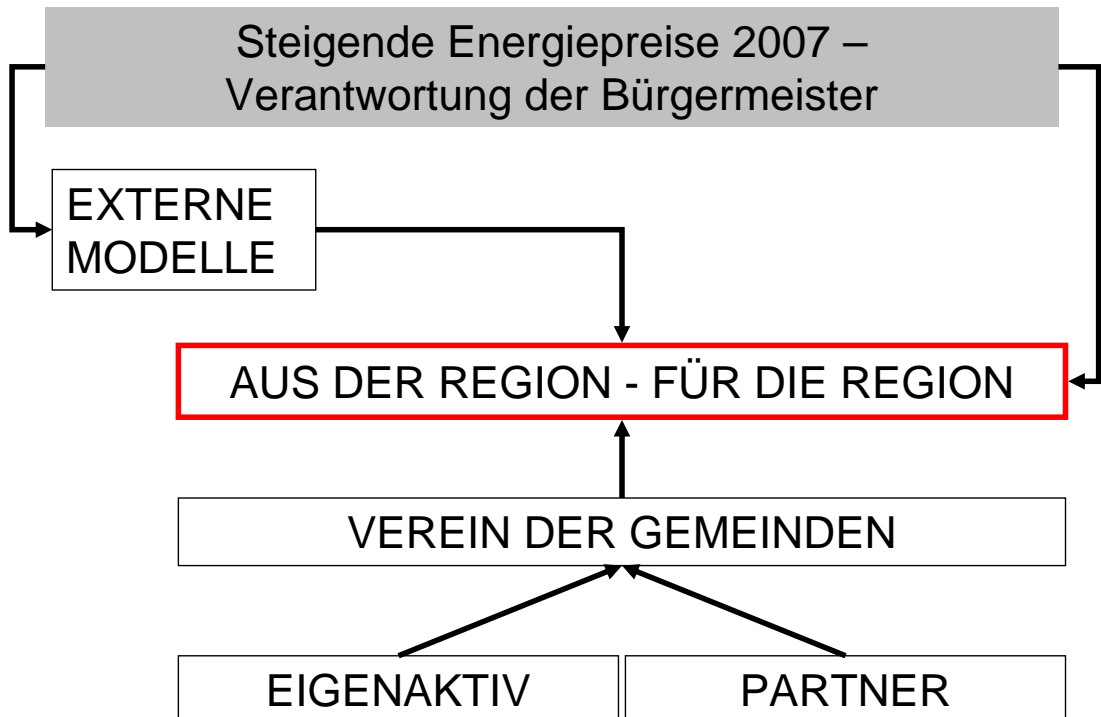 Steigende Energiepreise 2007 –
Verantwortung der Bürgermeister
EXTERNE
MODELLE
AUS DER REGION - FÜR DIE REGION
VEREIN DER GEMEINDEN
EIGENAKTIV
PARTNER